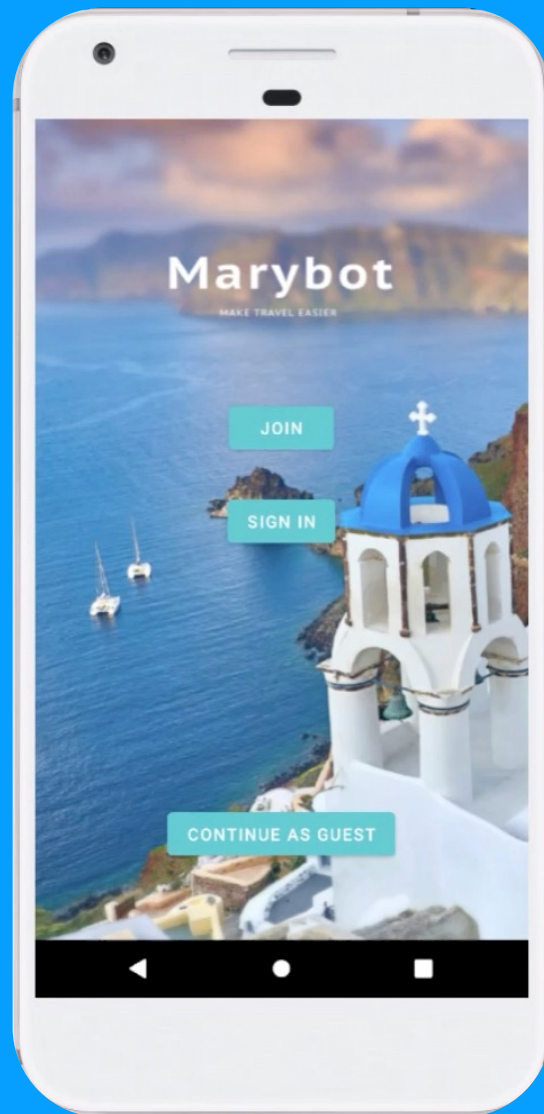 Marybot
MAKE TRAVEL EASIER
JOIN
SIGN IN
CONTINUE AS GUEST